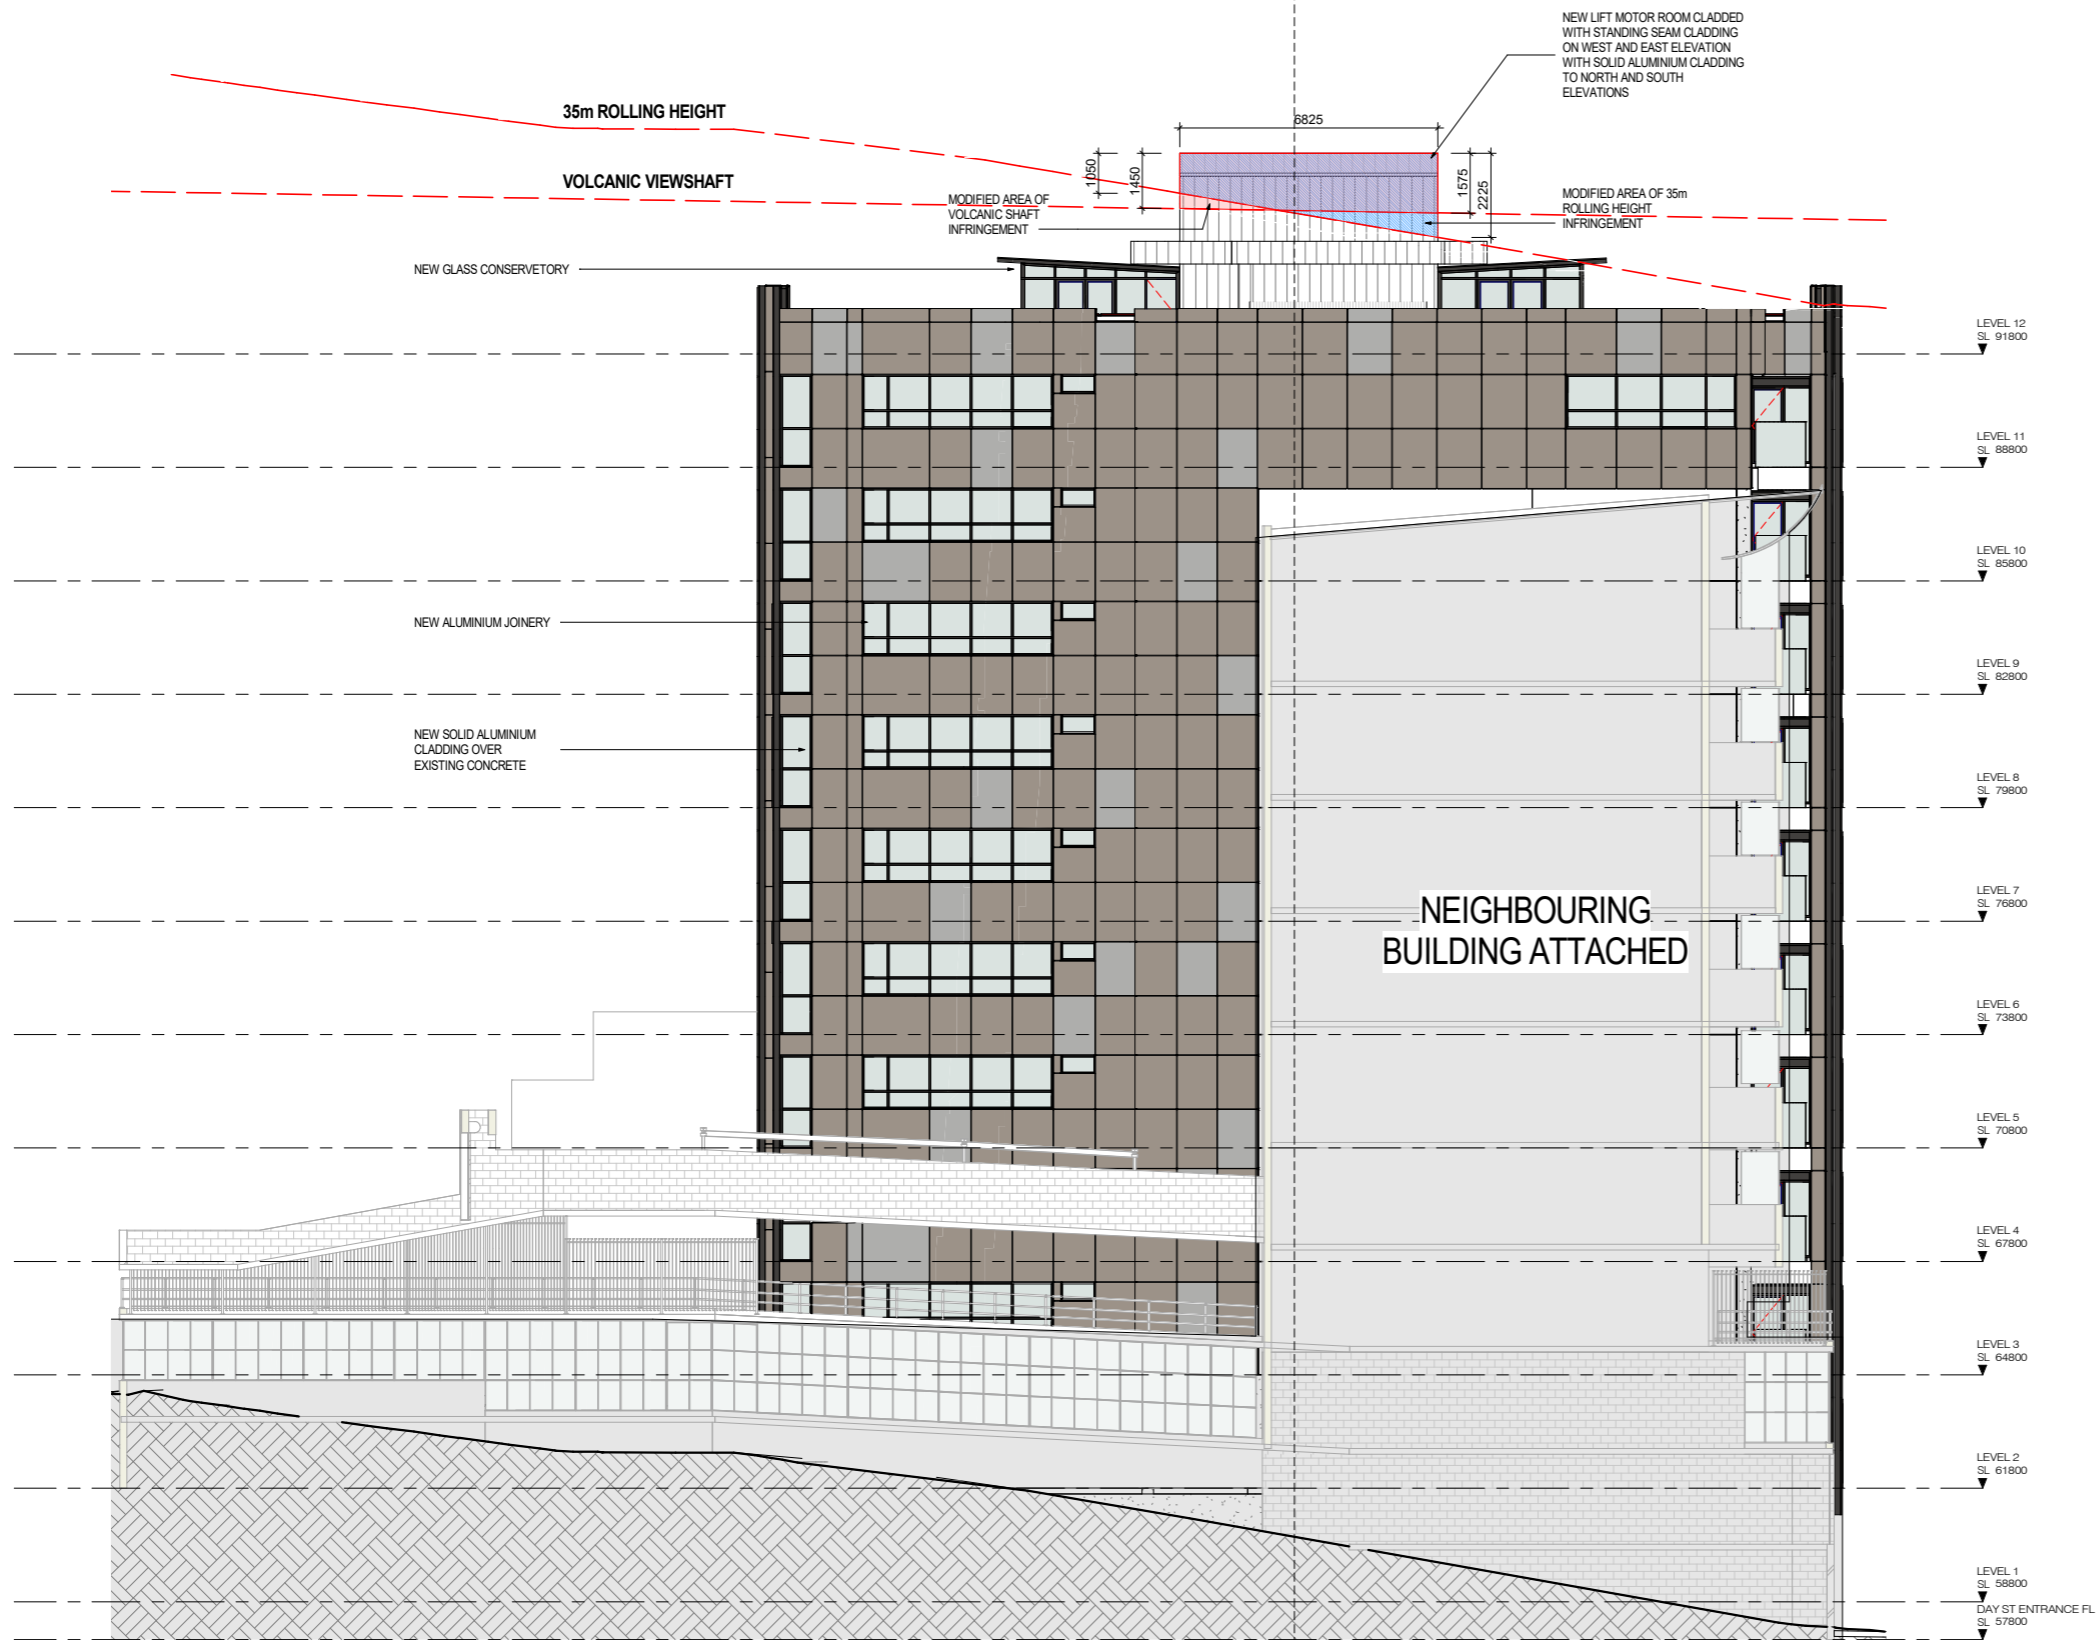 NEW LIFT MOTOR ROOM CLADDED
WITH STANDING SEAM CLADDING
ON WEST AND EAST ELEVATION
WITH SOLID ALUMINIUM CLADDING
TO NORTH AND SOUTH
ELEVATIONS
35m ROLLING HEIGHT
6825
VOLCANIC VIEWSHAFT
1050
1450
1575
2225
MODIFIED AREA OF
VOLCANIC SHAFT
INFRINGEMENT
MODIFIED AREA OF 35m
ROLLING HEIGHT
INFRINGEMENT
NEW GLASS CONSERVETORY
LEVEL 12
SL 91800
LEVEL 11
SL 88800
LEVEL 10
SL 85800
NEW ALUMINIUM JOINERY
LEVEL 9
SL 82800
NEW SOLID ALUMINIUM
CLADDING OVER
EXISTING CONCRETE
LEVEL 8
SL 79800
NEIGHBOURING
BUILDING ATTACHED
LEVEL 7
SL 76800
LEVEL 6
SL 73800
LEVEL 5
SL 70800
LEVEL 4
SL 67800
LEVEL 3
SL 64800
LEVEL 2
SL 61800
LEVEL 1
SL 58800
DAY ST ENTRANCE FL
SL 57800